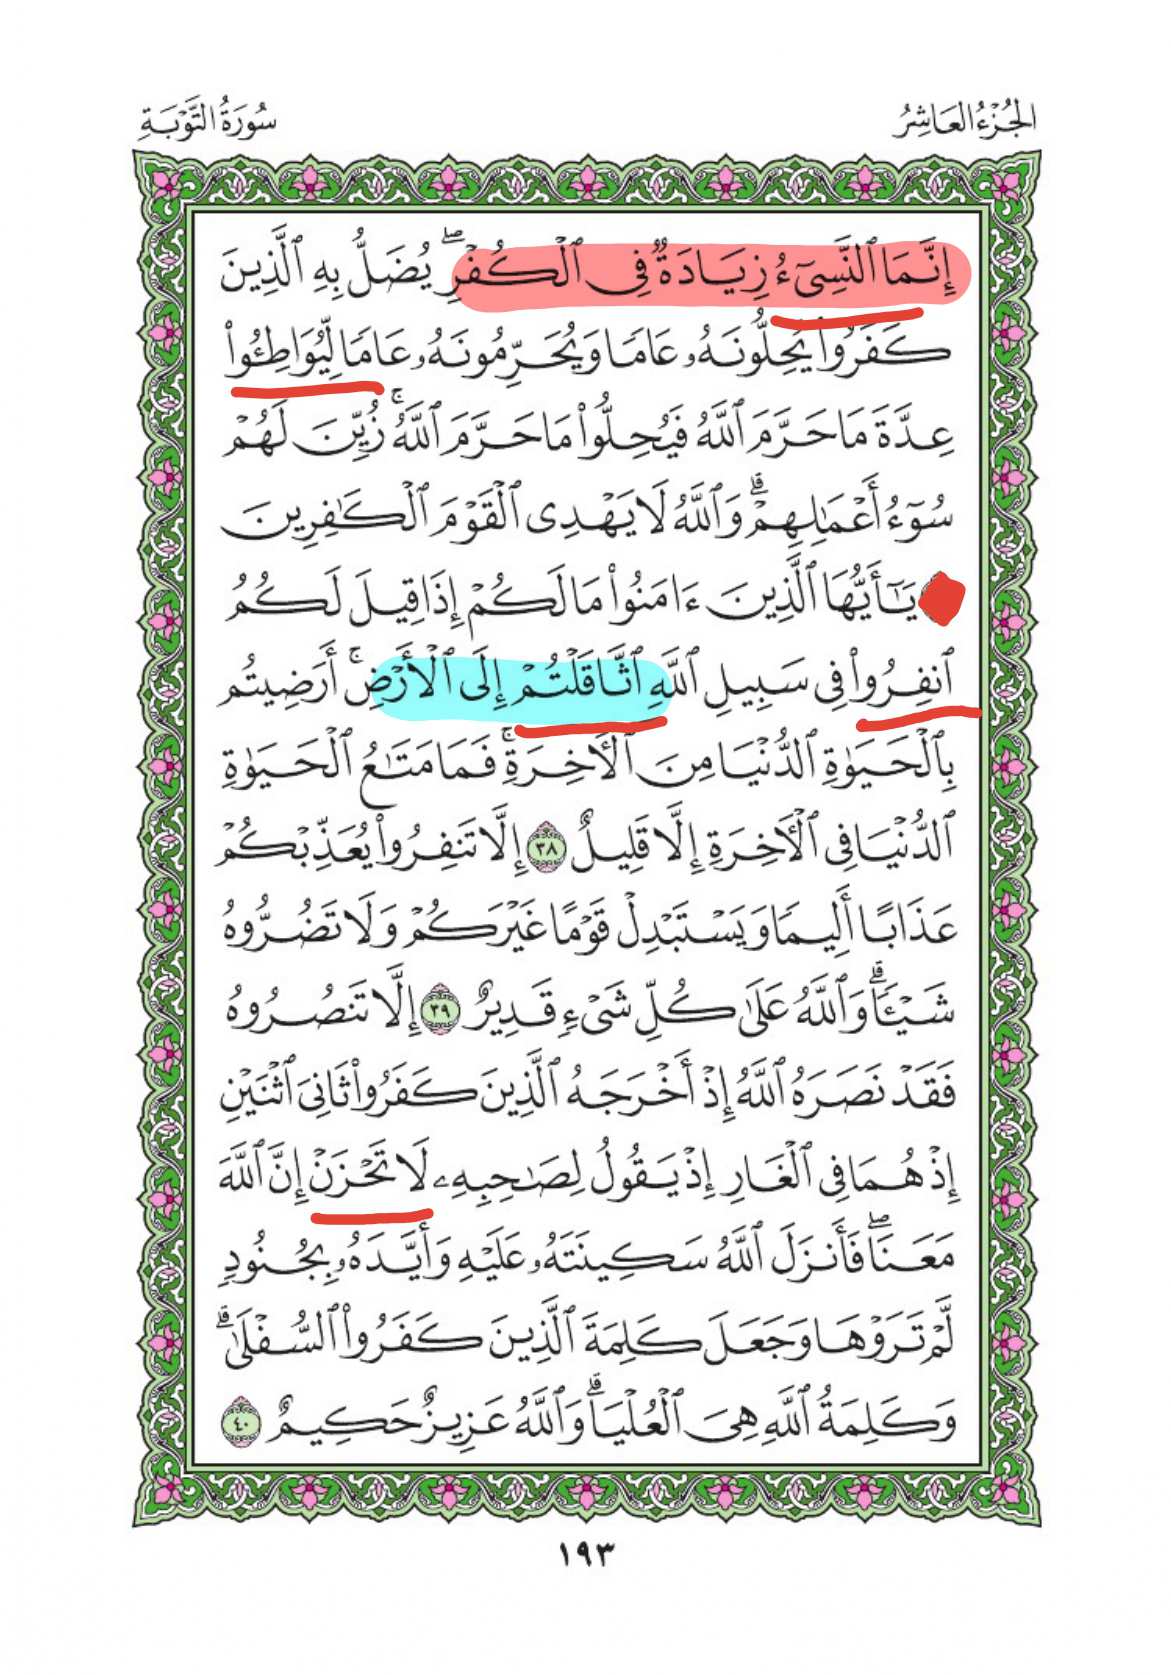 الجُزْءُ العَاشِرُ
سُورَةُ التَّوْبَةِ
إِنَّمَا ٱلنَّسِىٓءُ زِيَادَةٌ فِى ٱلْكُفْرِ ۖ يُضَلُّ بِهِ ٱلَّذِينَ
كَفَرُوا۟ يُحِلُّونَهُۥ عَامًا وَيُحَرِّمُونَهُۥ عَامًا لِّيُوَاطِـُٔوا۟
عِدَّةَ مَا حَرَّمَ ٱللَّهُ فَيُحِلُّوا۟ مَا حَرَّمَ ٱللَّهُ ۚ زُيِّنَ لَهُمْ
سُوٓءُ أَعْمَـٰلِهِمْ ۗ وَٱللَّهُ لَا يَهْدِى ٱلْقَوْمَ ٱلْكَـٰفِرِينَ
يَـٰٓأَيُّهَا ٱلَّذِينَ ءَامَنُوا۟ مَا لَكُمْ إِذَا قِيلَ لَكُمُ
ٱنفِرُوا۟ فِى سَبِيلِ ٱللَّهِ ٱثَّاقَلْتُمْ إِلَى ٱلْأَرْضِ ۚ أَرَضِيتُم
بِٱلْحَيَوٰةِ ٱلدُّنْيَا مِنَ ٱلْـَٔاخِرَةِ ۚ فَمَا مَتَـٰعُ ٱلْحَيَوٰةِ
ٱلدُّنْيَا فِى ٱلْـَٔاخِرَةِ إِلَّا قَلِيلٌ ٣٨ إِلَّا تَنفِرُوا۟ يُعَذِّبْكُمْ
عَذَابًا أَلِيمًا وَيَسْتَبْدِلْ قَوْمًا غَيْرَكُمْ وَلَا تَضُرُّوهُ
شَيْـًٔا ۗ وَٱللَّهُ عَلَىٰ كُلِّ شَىْءٍ قَدِيرٌ ٣٩ إِلَّا تَنصُرُوهُ
فَقَدْ نَصَرَهُ ٱللَّهُ إِذْ أَخْرَجَهُ ٱلَّذِينَ كَفَرُوا۟ ثَانِىَ ٱثْنَيْنِ
إِذْ هُمَا فِى ٱلْغَارِ إِذْ يَقُولُ لِصَـٰحِبِهِۦ لَا تَحْزَنْ إِنَّ ٱللَّهَ
مَعَنَا ۖ فَأَنزَلَ ٱللَّهُ سَكِينَتَهُۥ عَلَيْهِ وَأَيَّدَهُۥ بِجُنُودٍ
لَّمْ تَرَوْهَا وَجَعَلَ كَلِمَةَ ٱلَّذِينَ كَفَرُوا۟ ٱلسُّفْلَىٰ ۗ
وَكَلِمَةُ ٱللَّهِ هِىَ ٱلْعُلْيَا ۗ وَٱللَّهُ عَزِيزٌ حَكِيمٌ ٤٠
١٩٣